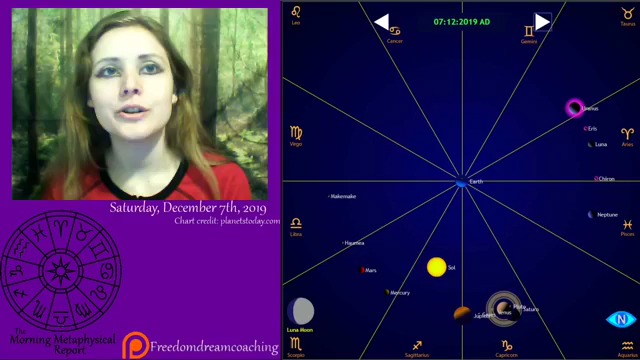 Leo
Cancer
07:12:2019 AD
Gemini
Taurus
Uranus
Eris
Luna
Virgo
Aries
Chiron
Earth
Makemake
Neptune
Libra
Pisces
Haumea
Mars
Sol
Mercury
Pluto
Saturn
Venus
Jupiter
Luna Moon
N
Scorpio
Sagittarius
Capricorn
Aquarius
Saturday, December 7th, 2019
Chart credit: planetstoday.com
The
Morning Metaphysical
Report
Freedomdreamcoaching